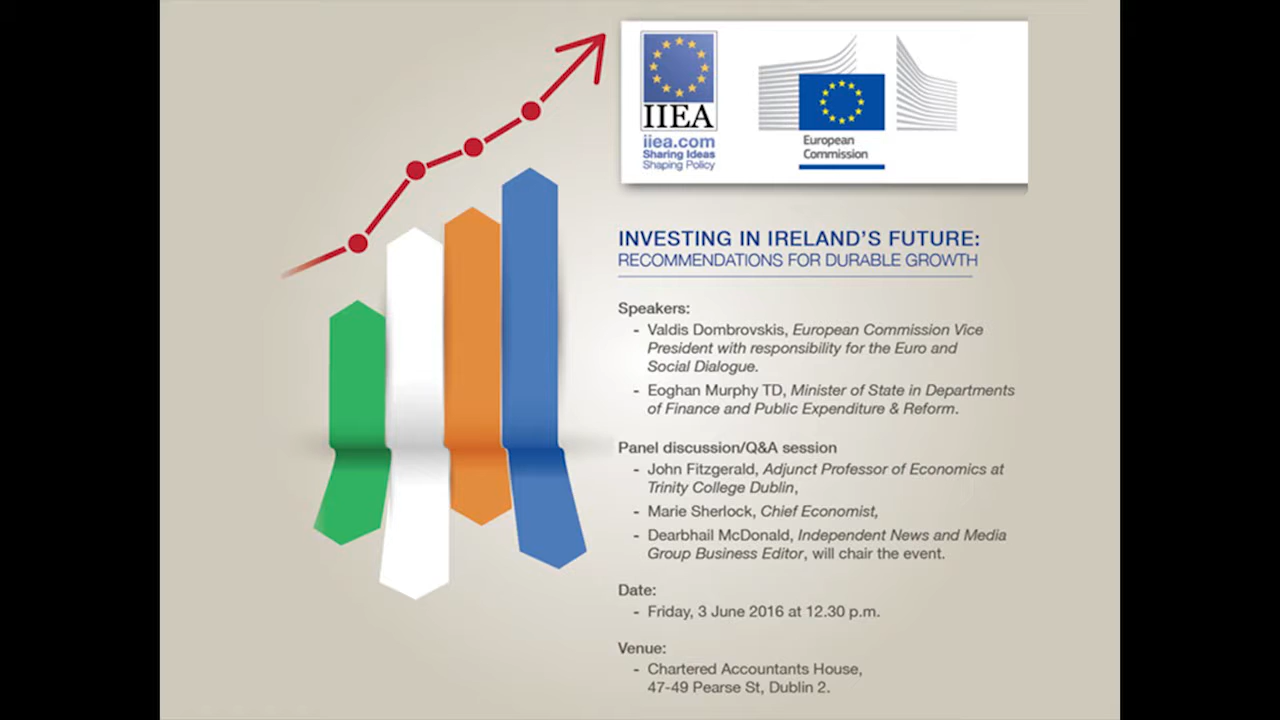 IIEA
iiea.com
Sharing Ideas
Shaping Policy
European
Commission
INVESTING IN IRELAND'S FUTURE:
RECOMMENDATIONS FOR DURABLE GROWTH
Speakers:
- Valdis Dombrovskis, European Commission Vice
President with responsibility for the Euro and
Social Dialogue.
- Eoghan Murphy TD, Minister of State in Departments
of Finance and Public Expenditure & Reform.
Panel discussion/Q&A session
- John Fitzgerald, Adjunct Professor of Economics at
Trinity College Dublin,
- Marie Sherlock, Chief Economist,
- Dearbhail McDonald, Independent News and Media
Group Business Editor, will chair the event.
Date:
- Friday, 3 June 2016 at 12.30 p.m.
Venue:
- Chartered Accountants House,
47-49 Pearse St, Dublin 2.